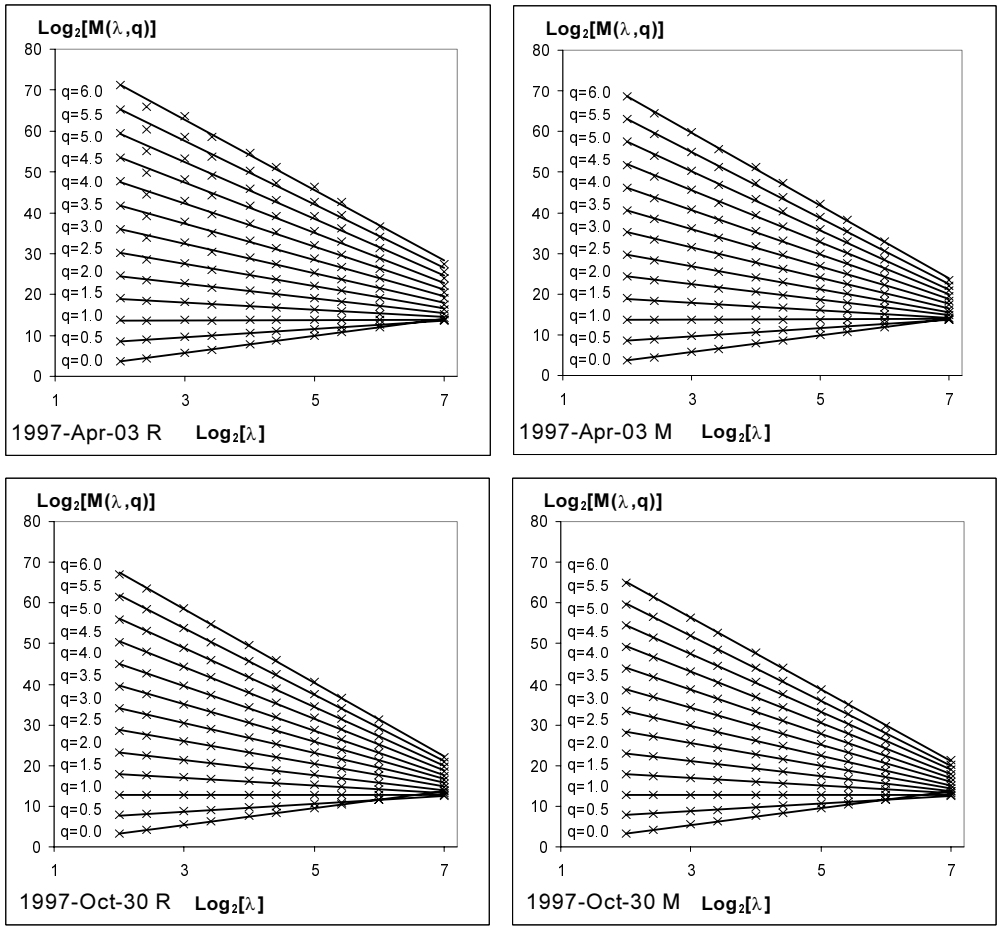 Log₂[M(λ,q)]
80
70
60
50
40
30
20
10
0
q=6.0
q=5.5
q=5.0
q=4.5
q=4.0
q=3.5
q=3.0
q=2.5
q=2.0
q=1.5
q=1.0
q=0.5
q=0.0
1 3 5 7
1997-Apr-03 R Log₂[λ]
Log₂[M(λ,q)]
80
70
60
50
40
30
20
10
0
q=6.0
q=5.5
q=5.0
q=4.5
q=4.0
q=3.5
q=3.0
q=2.5
q=2.0
q=1.5
q=1.0
q=0.5
q=0.0
1 3 5 7
1997-Apr-03 M Log₂[λ]
Log₂[M(λ,q)]
80
70
60
50
40
30
20
10
0
q=6.0
q=5.5
q=5.0
q=4.5
q=4.0
q=3.5
q=3.0
q=2.5
q=2.0
q=1.5
q=1.0
q=0.5
q=0.0
1 3 5 7
1997-Oct-30 R Log₂[λ]
Log₂[M(λ,q)]
80
70
60
50
40
30
20
10
0
q=6.0
q=5.5
q=5.0
q=4.5
q=4.0
q=3.5
q=3.0
q=2.5
q=2.0
q=1.5
q=1.0
q=0.5
q=0.0
1 3 5 7
1997-Oct-30 M Log₂[λ]